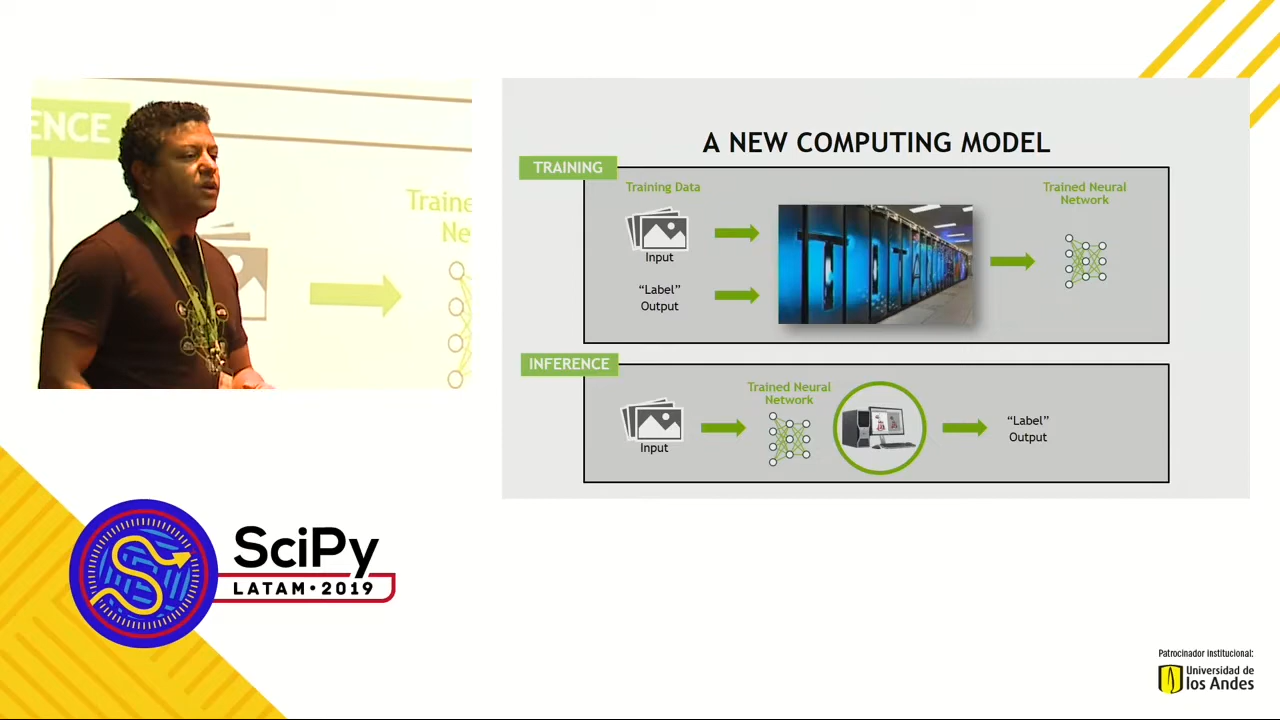 ENCE
Traine
Ne
A NEW COMPUTING MODEL
TRAINING
Training Data
Input
“Label”
Output
TITAN
Trained Neural
Network
INFERENCE
Input
Trained Neural
Network
“Label”
Output
SciPy
LATAM·2019
Patrocinador institucional:
Universidad de
los Andes